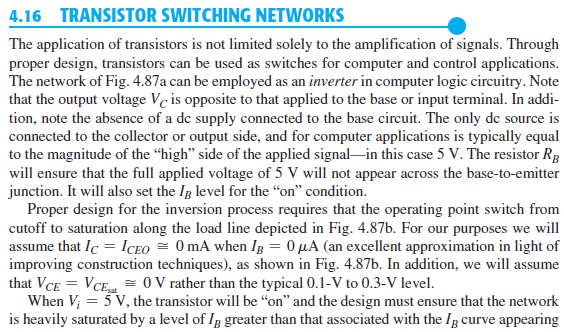 4.16 TRANSISTOR SWITCHING NETWORKS
The application of transistors is not limited solely to the amplification of signals. Through
proper design, transistors can be used as switches for computer and control applications.
The network of Fig. 4.87a can be employed as an inverter in computer logic circuitry. Note
that the output voltage VC is opposite to that applied to the base or input terminal. In addi-
tion, note the absence of a dc supply connected to the base circuit. The only dc source is
connected to the collector or output side, and for computer applications is typically equal
to the magnitude of the “high” side of the applied signal—in this case 5 V. The resistor RB
will ensure that the full applied voltage of 5 V will not appear across the base-to-emitter
junction. It will also set the IB level for the “on” condition.
Proper design for the inversion process requires that the operating point switch from
cutoff to saturation along the load line depicted in Fig. 4.87b. For our purposes we will
assume that IC = ICEO ≅ 0 mA when IB = 0 μA (an excellent approximation in light of
improving construction techniques), as shown in Fig. 4.87b. In addition, we will assume
that VCE = VCEsat ≅ 0 V rather than the typical 0.1-V to 0.3-V level.
When Vi = 5 V, the transistor will be “on” and the design must ensure that the network
is heavily saturated by a level of IB greater than that associated with the IB curve appearing